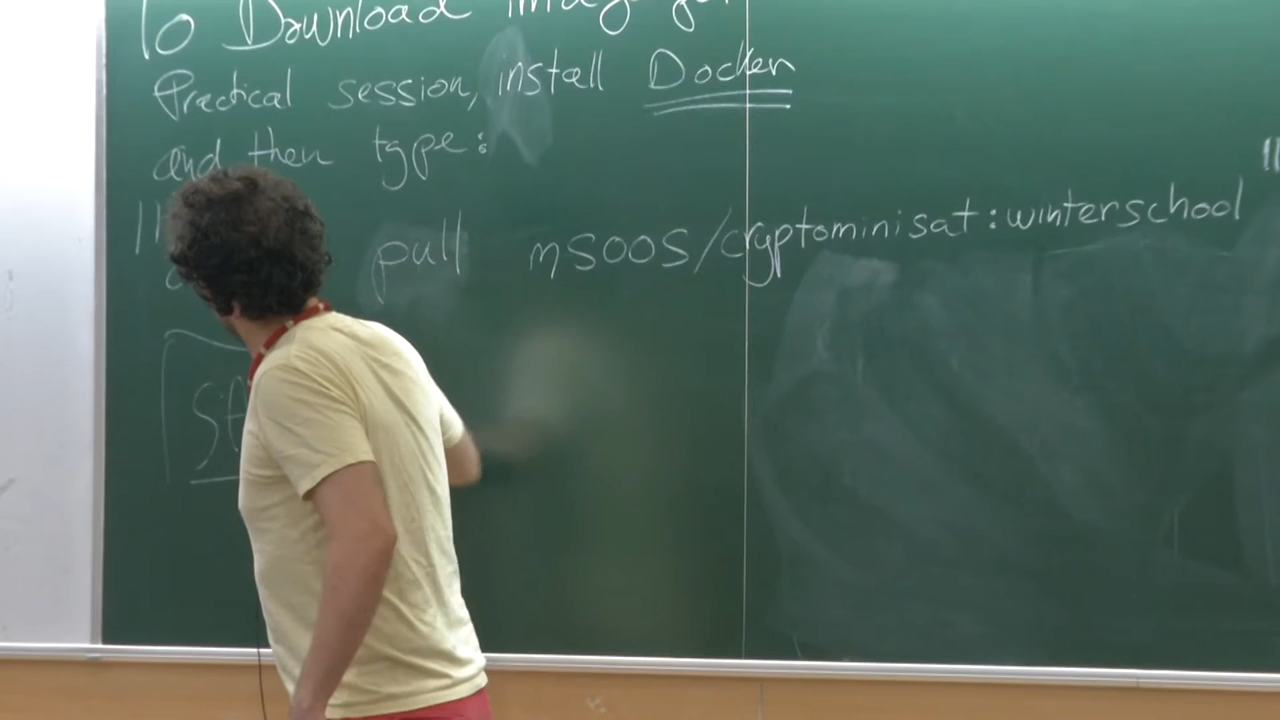 To Download image for
Practical session, install Docker
and then type:
" pull msoos/cryptominisat:winterschool "